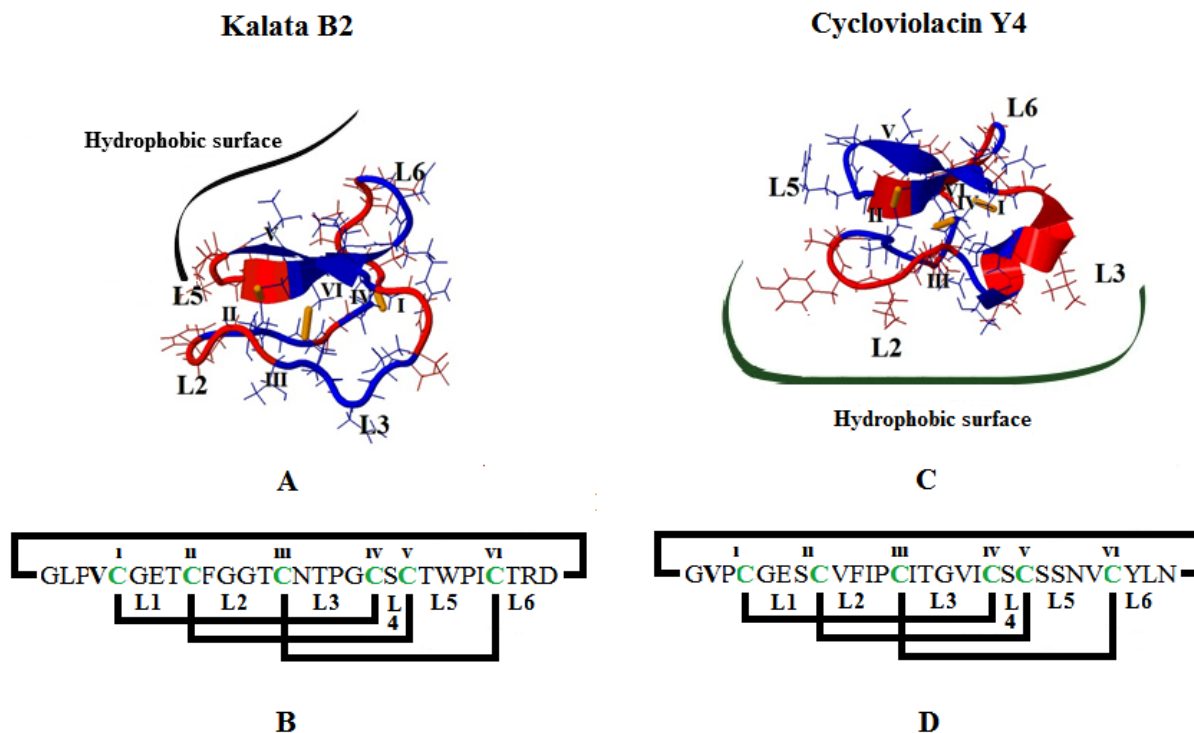 Kalata B2
Cycloviolacin Y4
Hydrophobic surface
L6
V
L5
VI
IV
I
II
L2
III
L3
L6
V
L5
VI
IV
I
II
III
L3
L2
Hydrophobic surface
A
C
i ii iii iv v vi
GLPVCGETCFGGTCNTPGCSCTWPICTRD
L1 L2 L3 L4 L5 L6
i ii iii iv v vi
GVPCGESCVFIPCITGVICSCSSNVCYLN
L1 L2 L3 L4 L5 L6
B
D